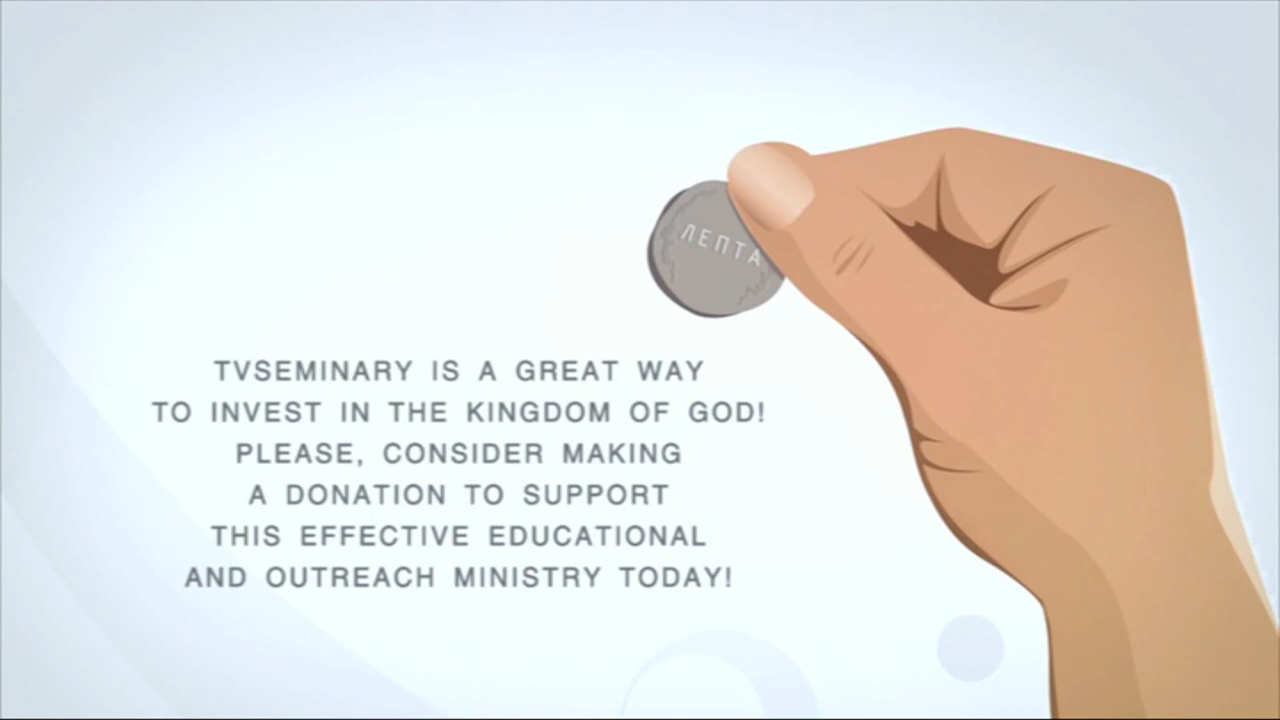 ЛЕПТА
TVSEMINARY IS A GREAT WAY
TO INVEST IN THE KINGDOM OF GOD!
PLEASE, CONSIDER MAKING
A DONATION TO SUPPORT
THIS EFFECTIVE EDUCATIONAL
AND OUTREACH MINISTRY TODAY!